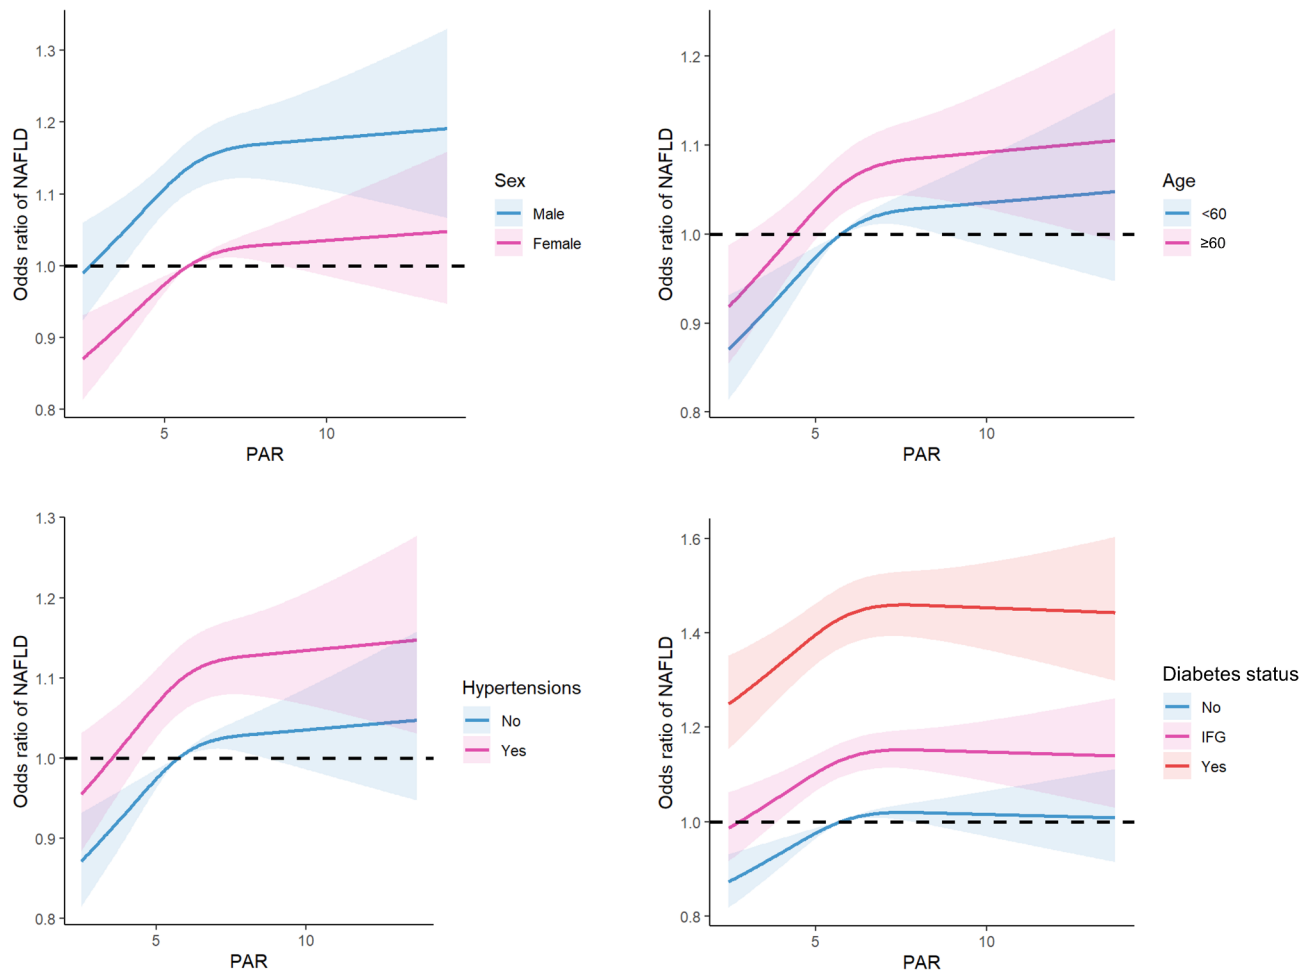 Odds ratio of NAFLD
1.3
1.2
1.1
1.0
0.9
0.8
5
10
PAR
Sex
Male
Female
Odds ratio of NAFLD
1.2
1.1
1.0
0.9
0.8
5
10
PAR
Age
<60
≥60
Odds ratio of NAFLD
1.3
1.2
1.1
1.0
0.9
0.8
5
10
PAR
Hypertensions
No
Yes
Odds ratio of NAFLD
1.6
1.4
1.2
1.0
0.8
5
10
PAR
Diabetes status
No
IFG
Yes